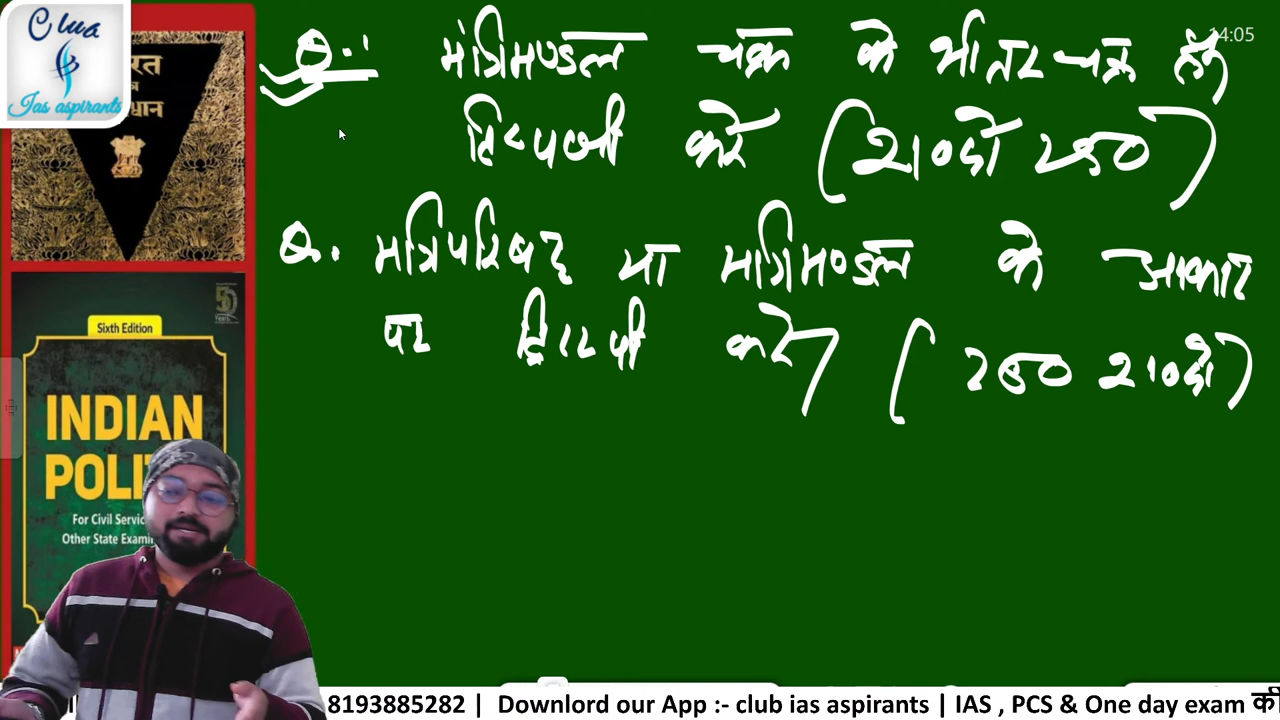 Clua
Ias aspirants
रत
धान
14:05
Q.: मंत्रिमण्डल चक्र के भीतर चक्र है,
टिप्पणी करे (शब्दो 250)
Q. मंत्रिपरिषद या मंत्रिमण्डल के आकार
पर टिप्पणी करे, (250 शब्दो)
Sixth Edition
INDIAN
POLI
For Civil Servic
Other State Examin
8193885282 | Downlord our App :- club ias aspirants | IAS , PCS & One day exam की